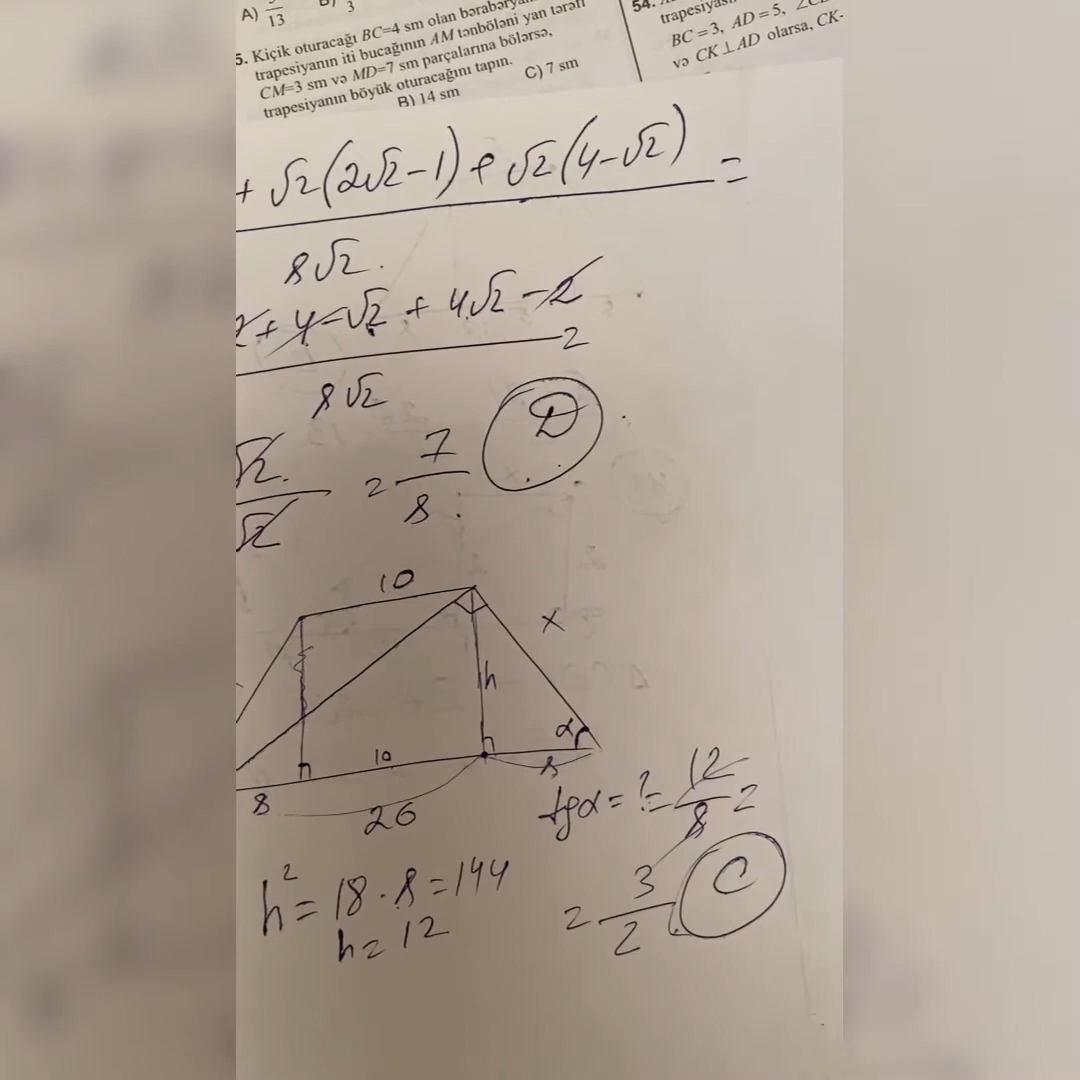 A) /13 B) 3
5. Kiçik oturacağı BC=4 sm olan
trapesiyanın iti bucağının AM tənböləni yan tərəfi
CM=3 sm və MD=7 sm parçalarına bölərsə,
trapesiyanın böyük oturacağını tapın.
B) 14 sm C) 7 sm
54.
BC = 3, AD = 5,
və CK ⊥ AD olarsa, CK-
+ √2(2√2-1) + √2(4-√2) =
8√2.
2 + 4 - √2 + 4√2 - 2
8√2
=
√2
√2
= 7/8. D
10
x
h
α
10
8
8
26
tgα = ? = 12/8 =
= 3/2 C
h² = 18 · 8 = 144
h = 12